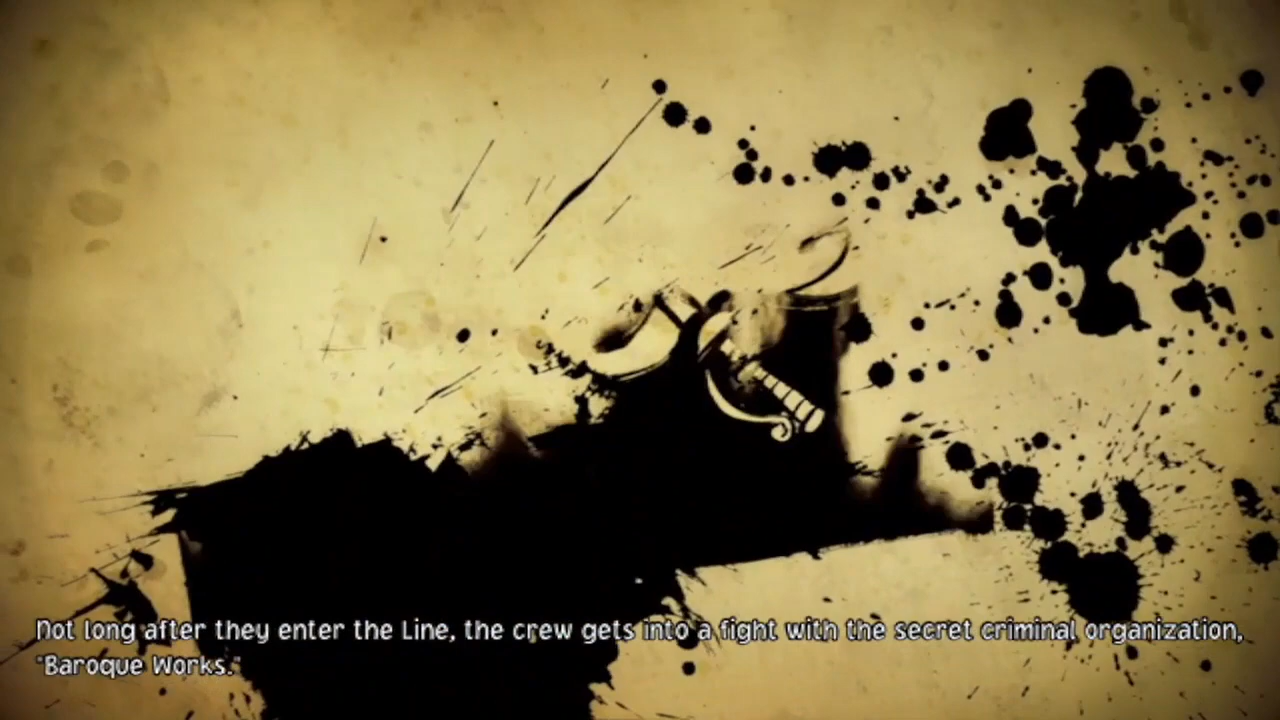 Not long after they enter the Line, the crew gets into a fight with the secret criminal organization,
"Baroque Works."